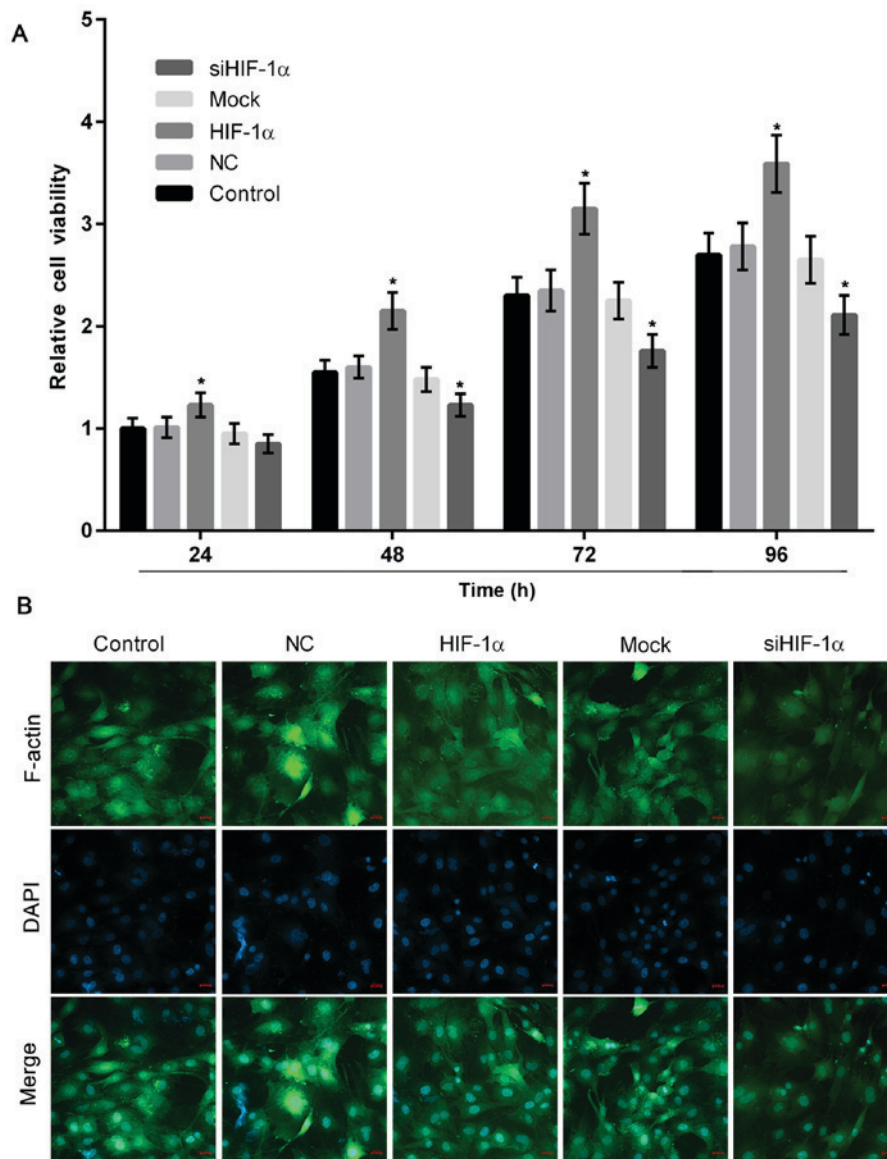 A
5
4
3
2
1
0
Relative cell viability
siHIF-1α
Mock
HIF-1α
NC
Control
*
*
*
*
*
*
*
24 48 72 96
Time (h)
B
Control NC HIF-1α Mock siHIF-1α
F-actin
DAPI
Merge